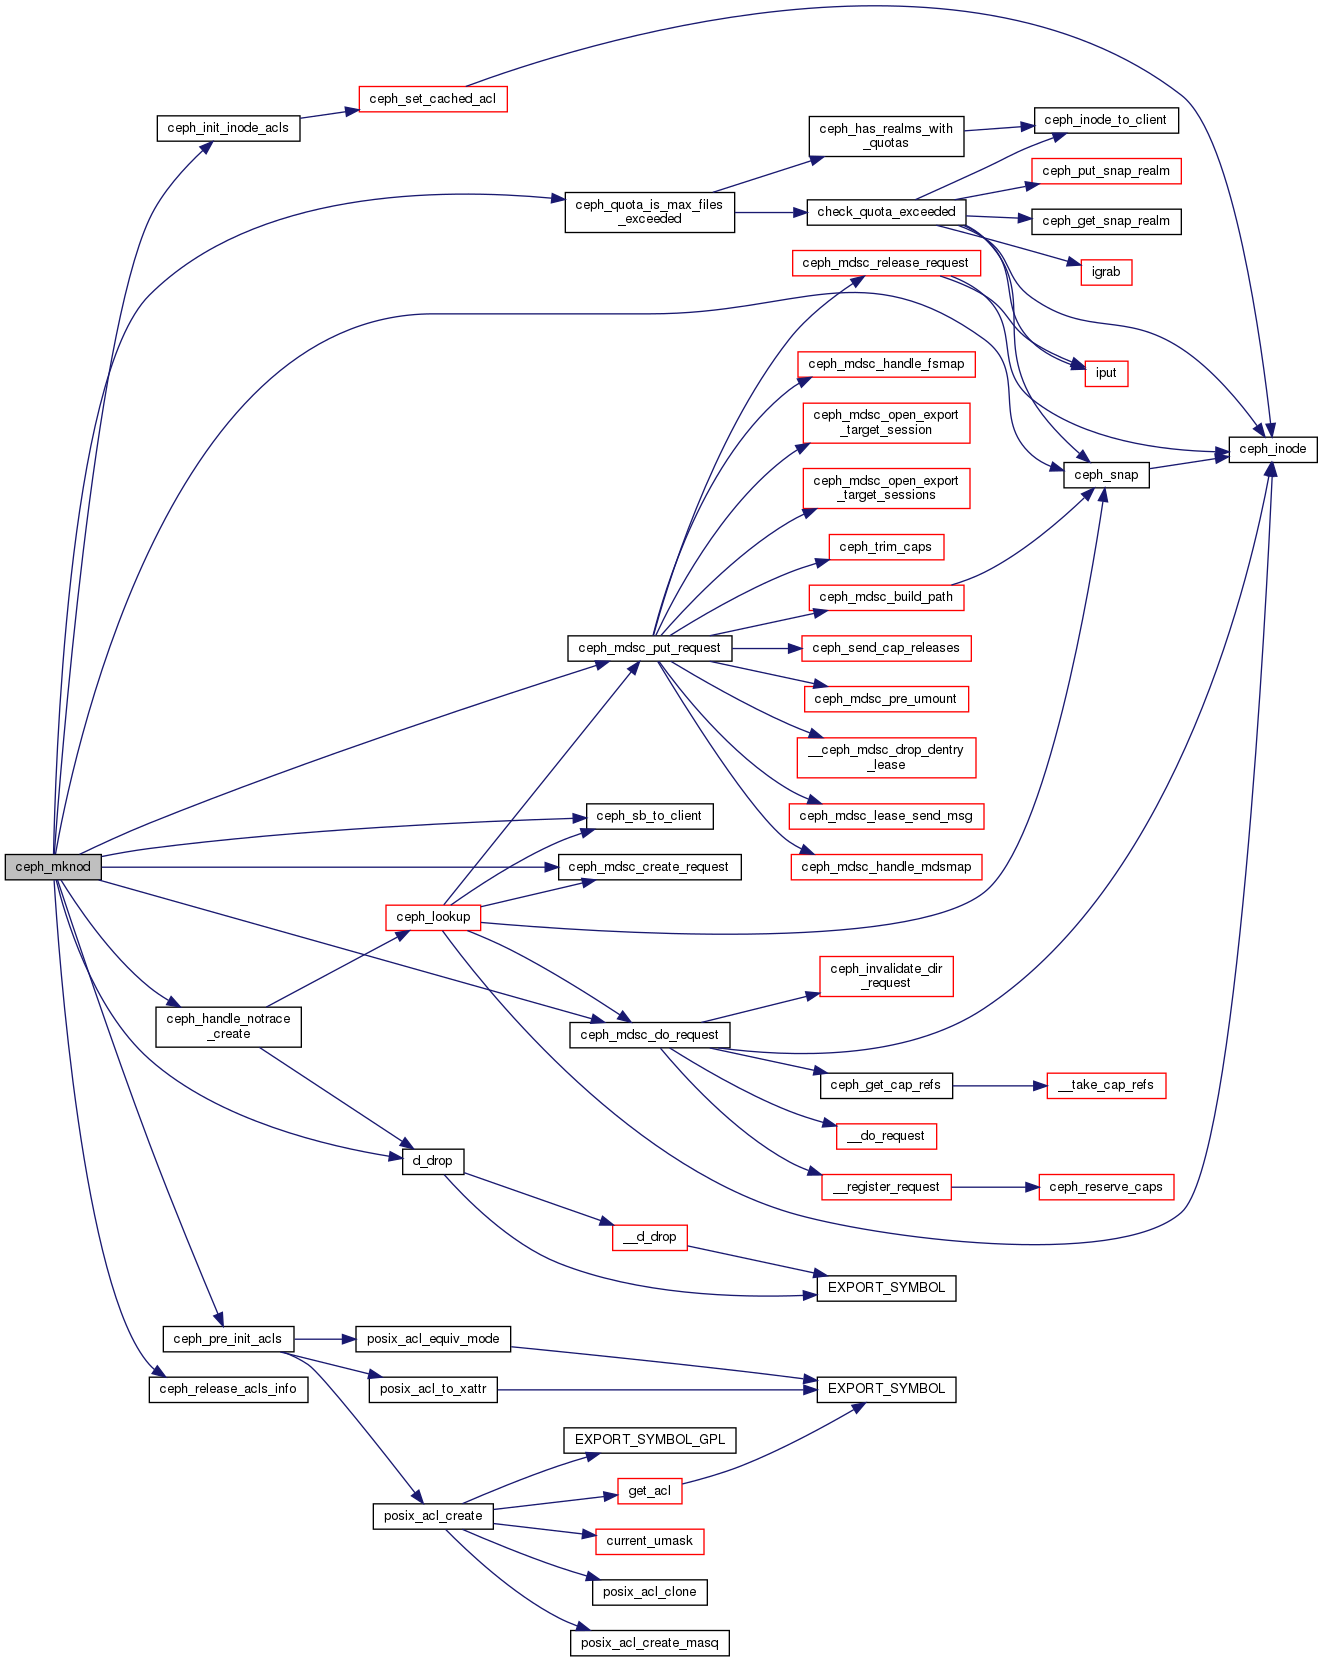 ceph_set_cached_acl
ceph_init_inode_acls
ceph_inode_to_client
ceph_has_realms_with
_quotas
ceph_put_snap_realm
ceph_quota_is_max_files
_exceeded
check_quota_exceeded
ceph_get_snap_realm
ceph_mdsc_release_request
igrab
ceph_mdsc_handle_fsmap
iput
ceph_mdsc_open_export
_target_session
ceph_inode
ceph_snap
ceph_mdsc_open_export
_target_sessions
ceph_trim_caps
ceph_mdsc_build_path
ceph_mdsc_put_request
ceph_send_cap_releases
ceph_mdsc_pre_umount
__ceph_mdsc_drop_dentry
_lease
ceph_sb_to_client
ceph_mdsc_lease_send_msg
ceph_mknod
ceph_mdsc_create_request
ceph_mdsc_handle_mdsmap
ceph_lookup
ceph_invalidate_dir
_request
ceph_handle_notrace
_create
ceph_mdsc_do_request
ceph_get_cap_refs
__take_cap_refs
__do_request
d_drop
__register_request
ceph_reserve_caps
__d_drop
EXPORT_SYMBOL
ceph_pre_init_acls
posix_acl_equiv_mode
ceph_release_acls_info
posix_acl_to_xattr
EXPORT_SYMBOL
EXPORT_SYMBOL_GPL
get_acl
posix_acl_create
current_umask
posix_acl_clone
posix_acl_create_masq